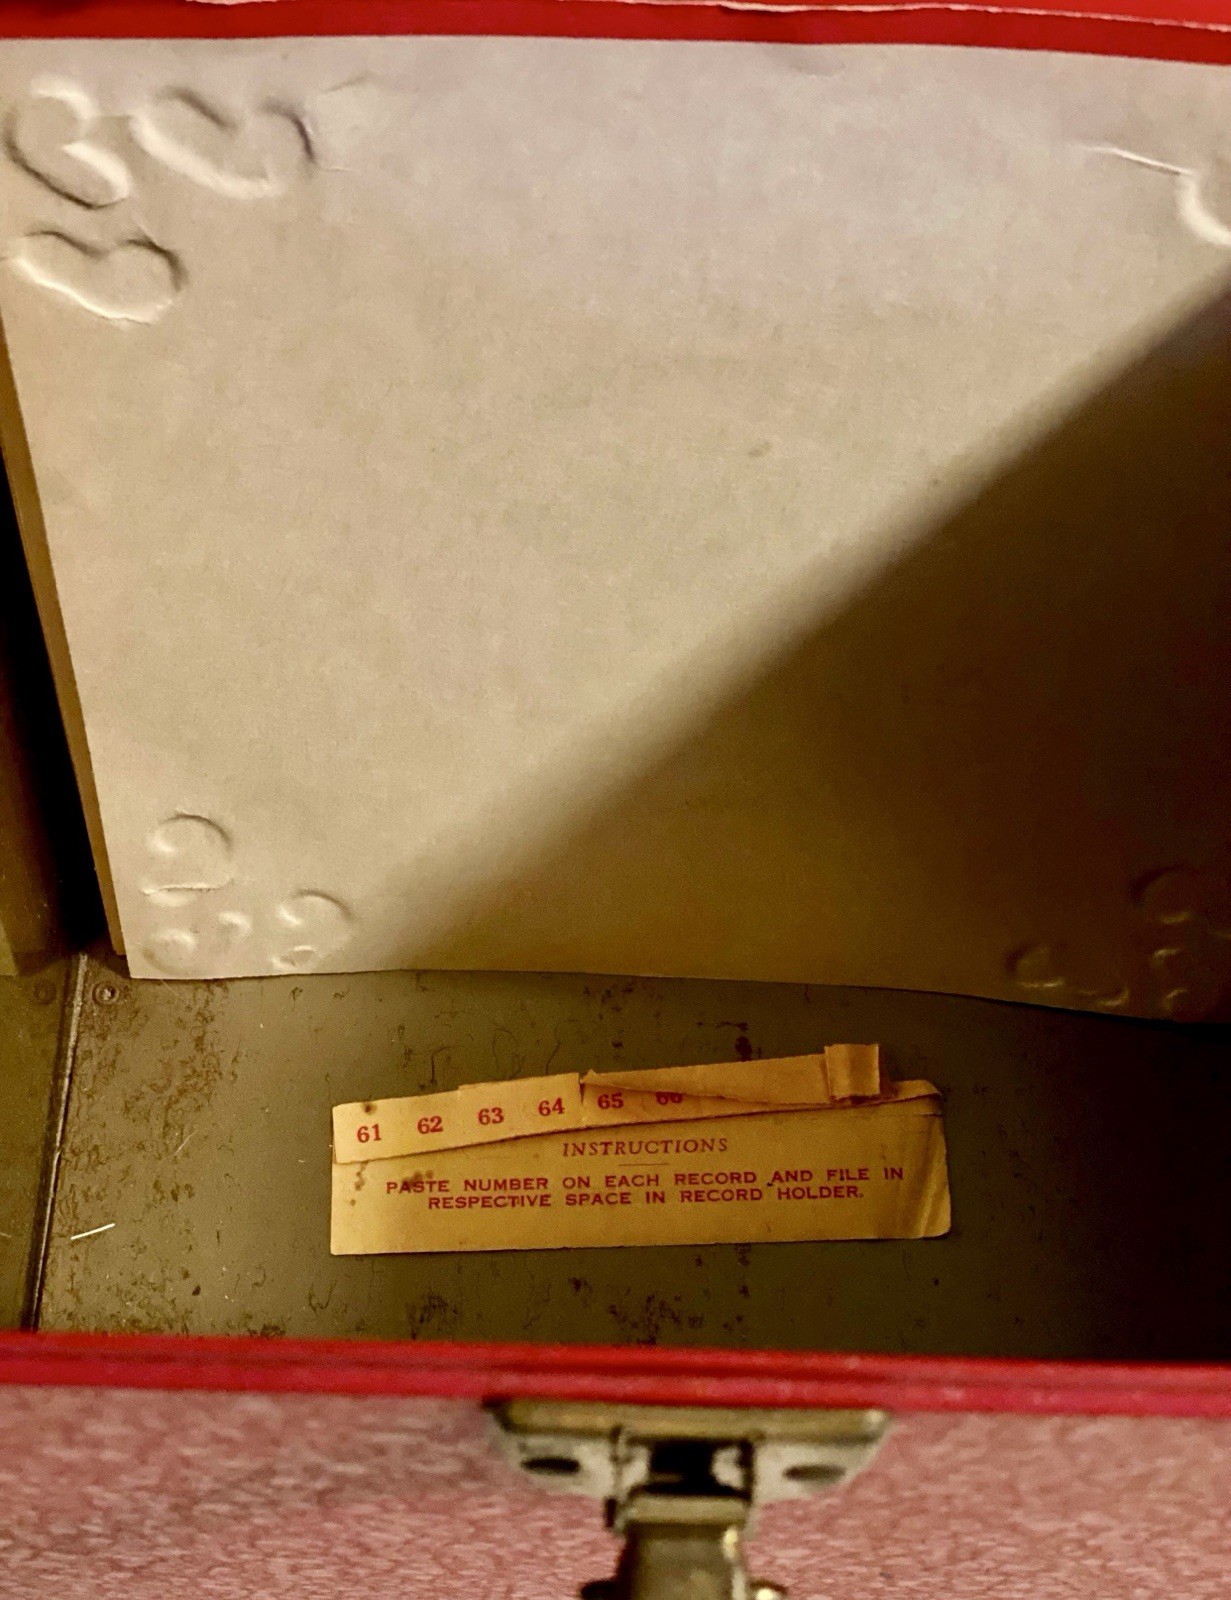 61 62 63 64 65 66
INSTRUCTIONS
PASTE NUMBER ON EACH RECORD AND FILE IN
RESPECTIVE SPACE IN RECORD HOLDER.